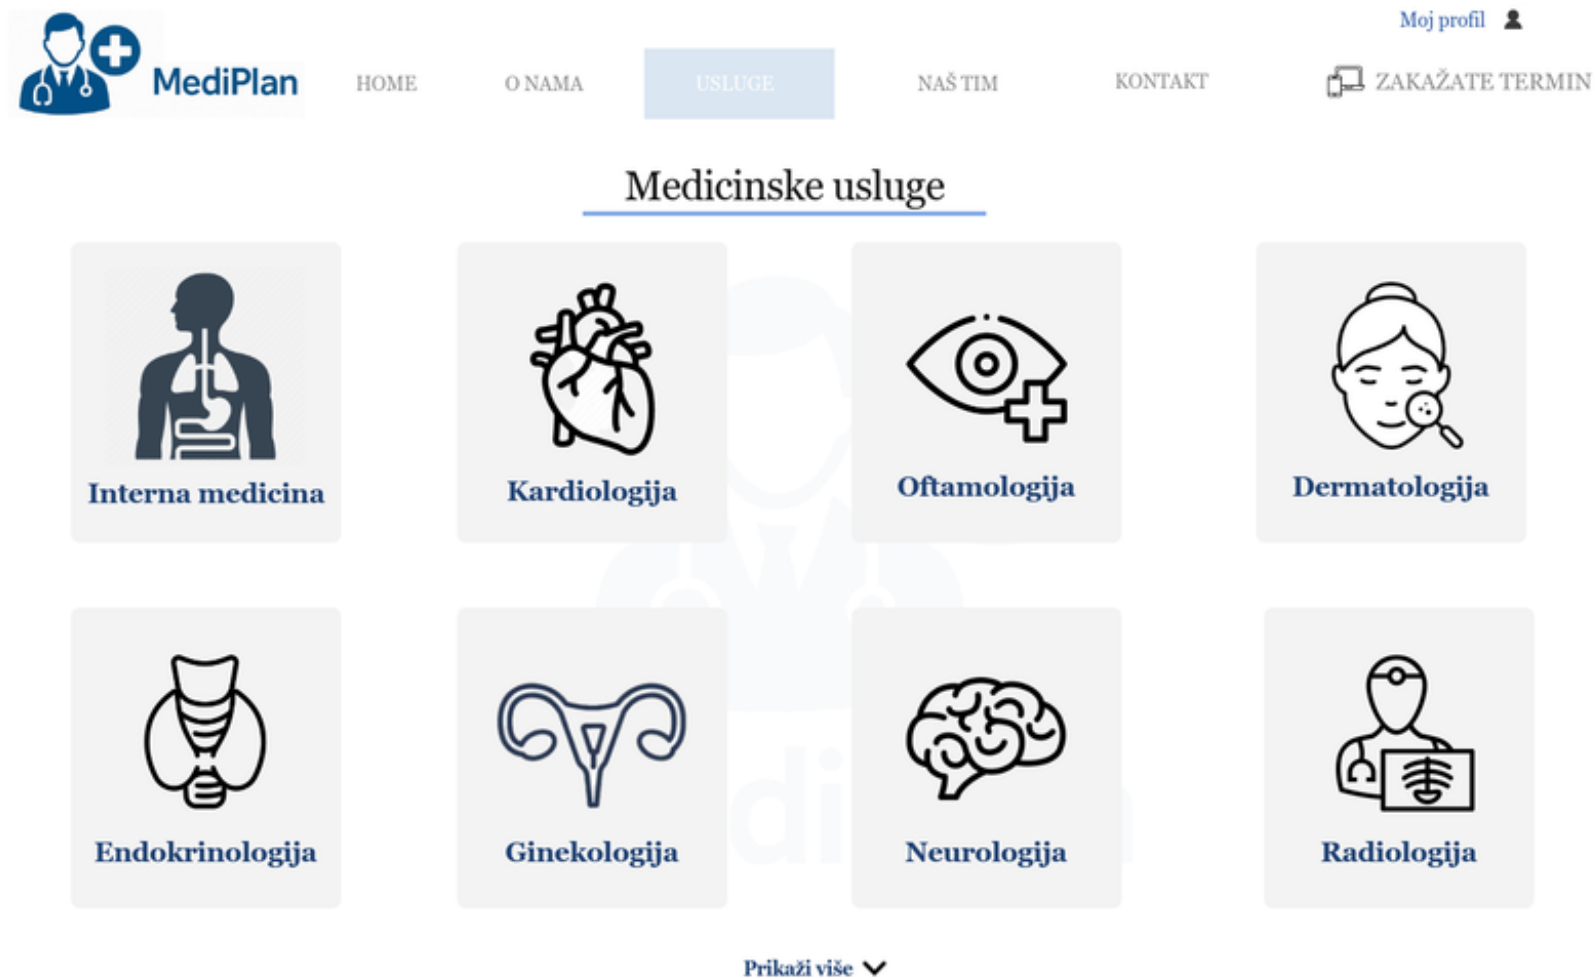 Moj profil
MediPlan
HOME
O NAMA
USLUGE
NAŠ TIM
KONTAKT
ZAKAŽATE TERMIN
Medicinske usluge
Interna medicina
Kardiologija
Oftamologija
Dermatologija
Endokrinologija
Ginekologija
Neurologija
Radiologija
Prikaži više